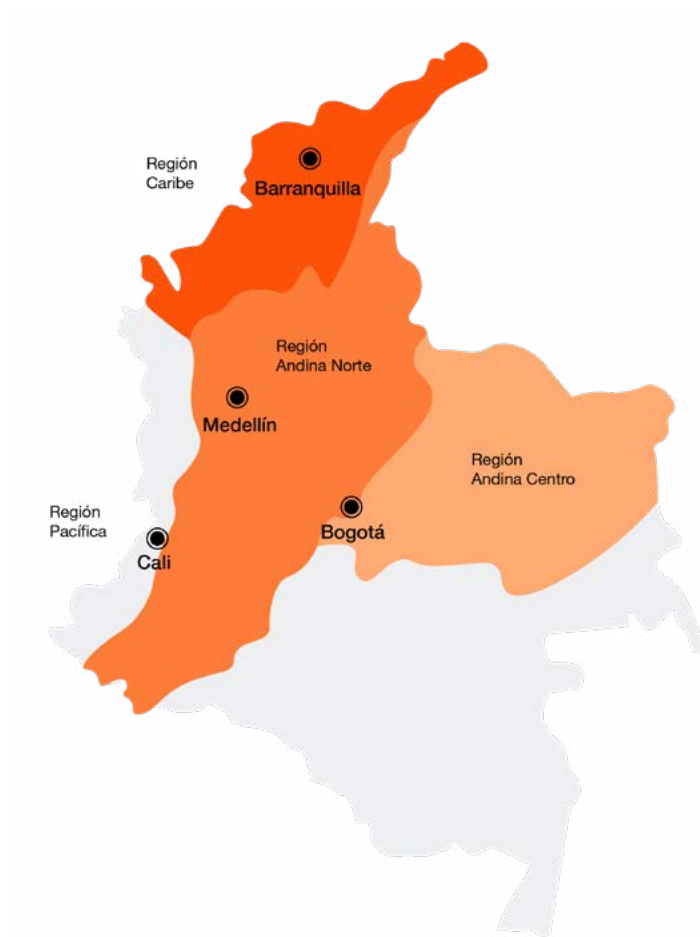 Región
Caribe
Barranquilla
Región
Andina Norte
Medellín
Región
Andina Centro
Bogotá
Región
Pacífica
Cali